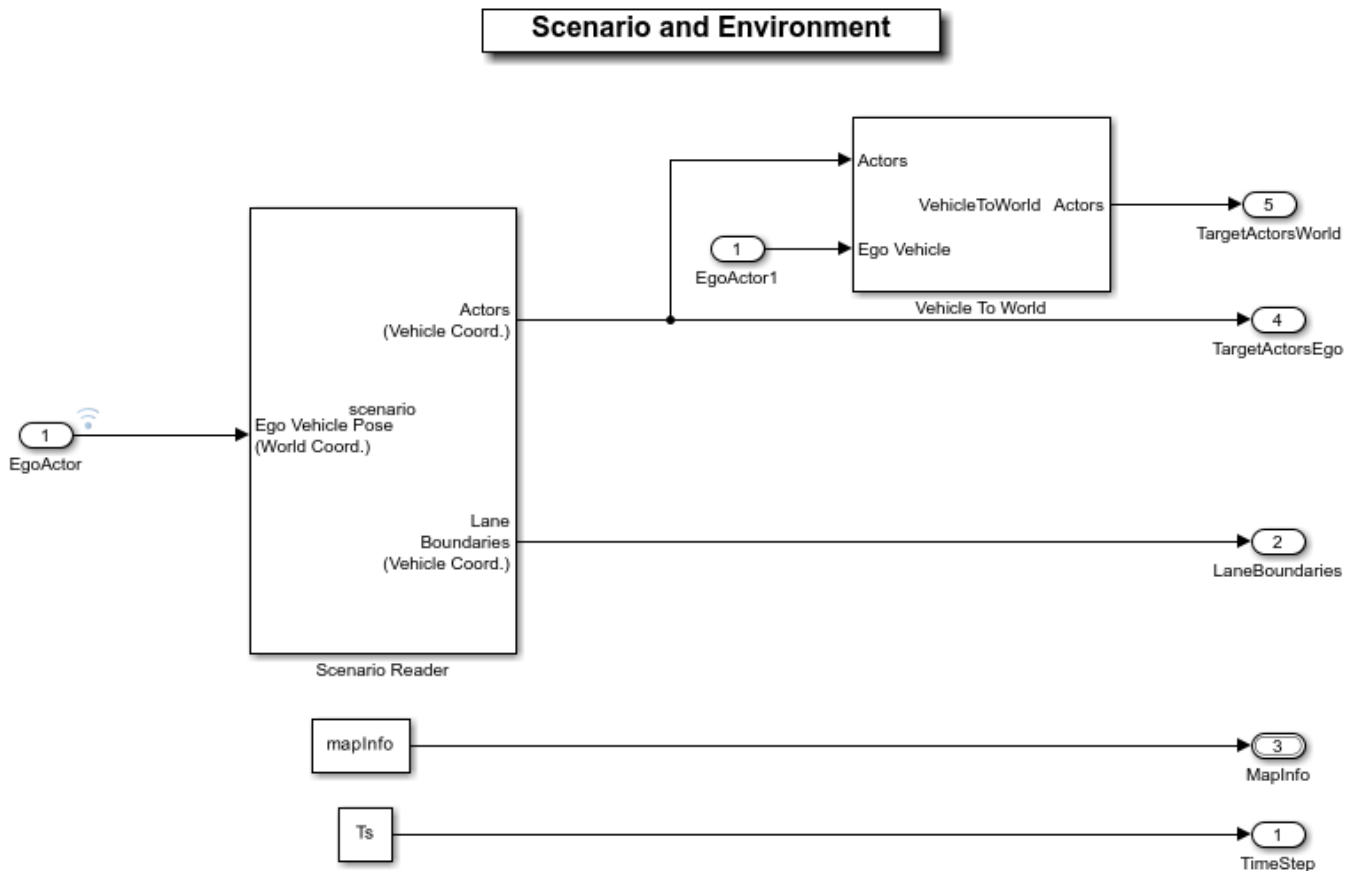 Scenario and Environment
Actors
VehicleToWorld Actors
5
TargetActorsWorld
1
Ego Vehicle
EgoActor1
Vehicle To World
Actors
(Vehicle Coord.)
4
TargetActorsEgo
scenario
1
Ego Vehicle Pose
(World Coord.)
EgoActor
Lane
Boundaries
(Vehicle Coord.)
2
LaneBoundaries
Scenario Reader
mapInfo
3
MapInfo
Ts
1
TimeStep